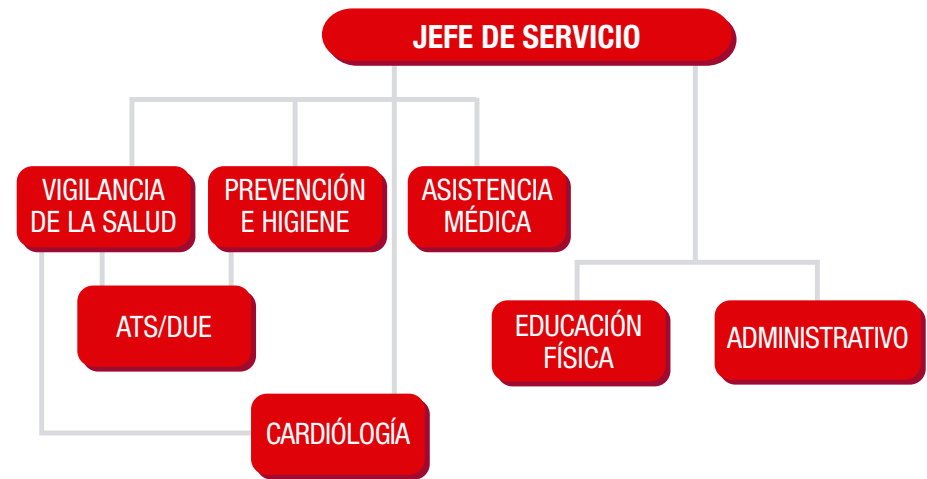 JEFE DE SERVICIO
VIGILANCIA
DE LA SALUD
PREVENCIÓN
E HIGIENE
ASISTENCIA
MÉDICA
ATS/DUE
EDUCACIÓN
FÍSICA
ADMINISTRATIVO
CARDIÓLOGÍA